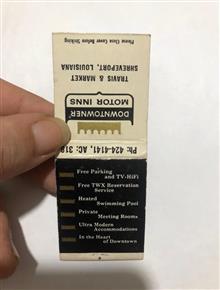 Please Close Cover Before Striking
TRAVIS & MARKET
SHREVEPORT, LOUISIANA
DOWNTOWNER
MOTOR INNS
Ph: 424-4141, AC: 318
Free Parking
and TV-HiFi
Free TWX Reservation
Service
Heated
Swimming Pool
Private
Meeting Rooms
Ultra Modern
Accommodations
In the Heart
of Downtown